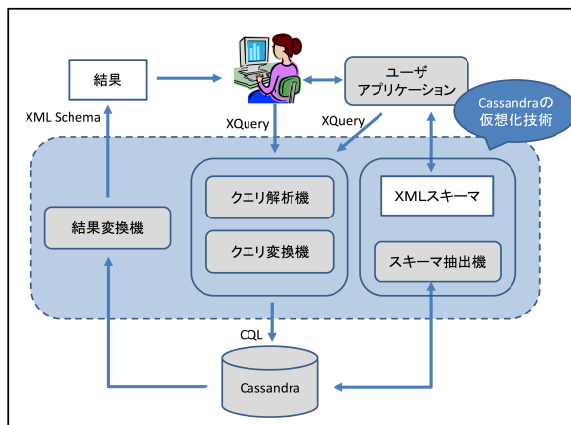 結果
ユーザ
アプリケーション
Cassandraの
仮想化技術
XML Schema
XQuery
XQuery
結果変換機
クニリ解析機
クニリ変換機
XMLスキーマ
スキーマ抽出機
CQL
Cassandra